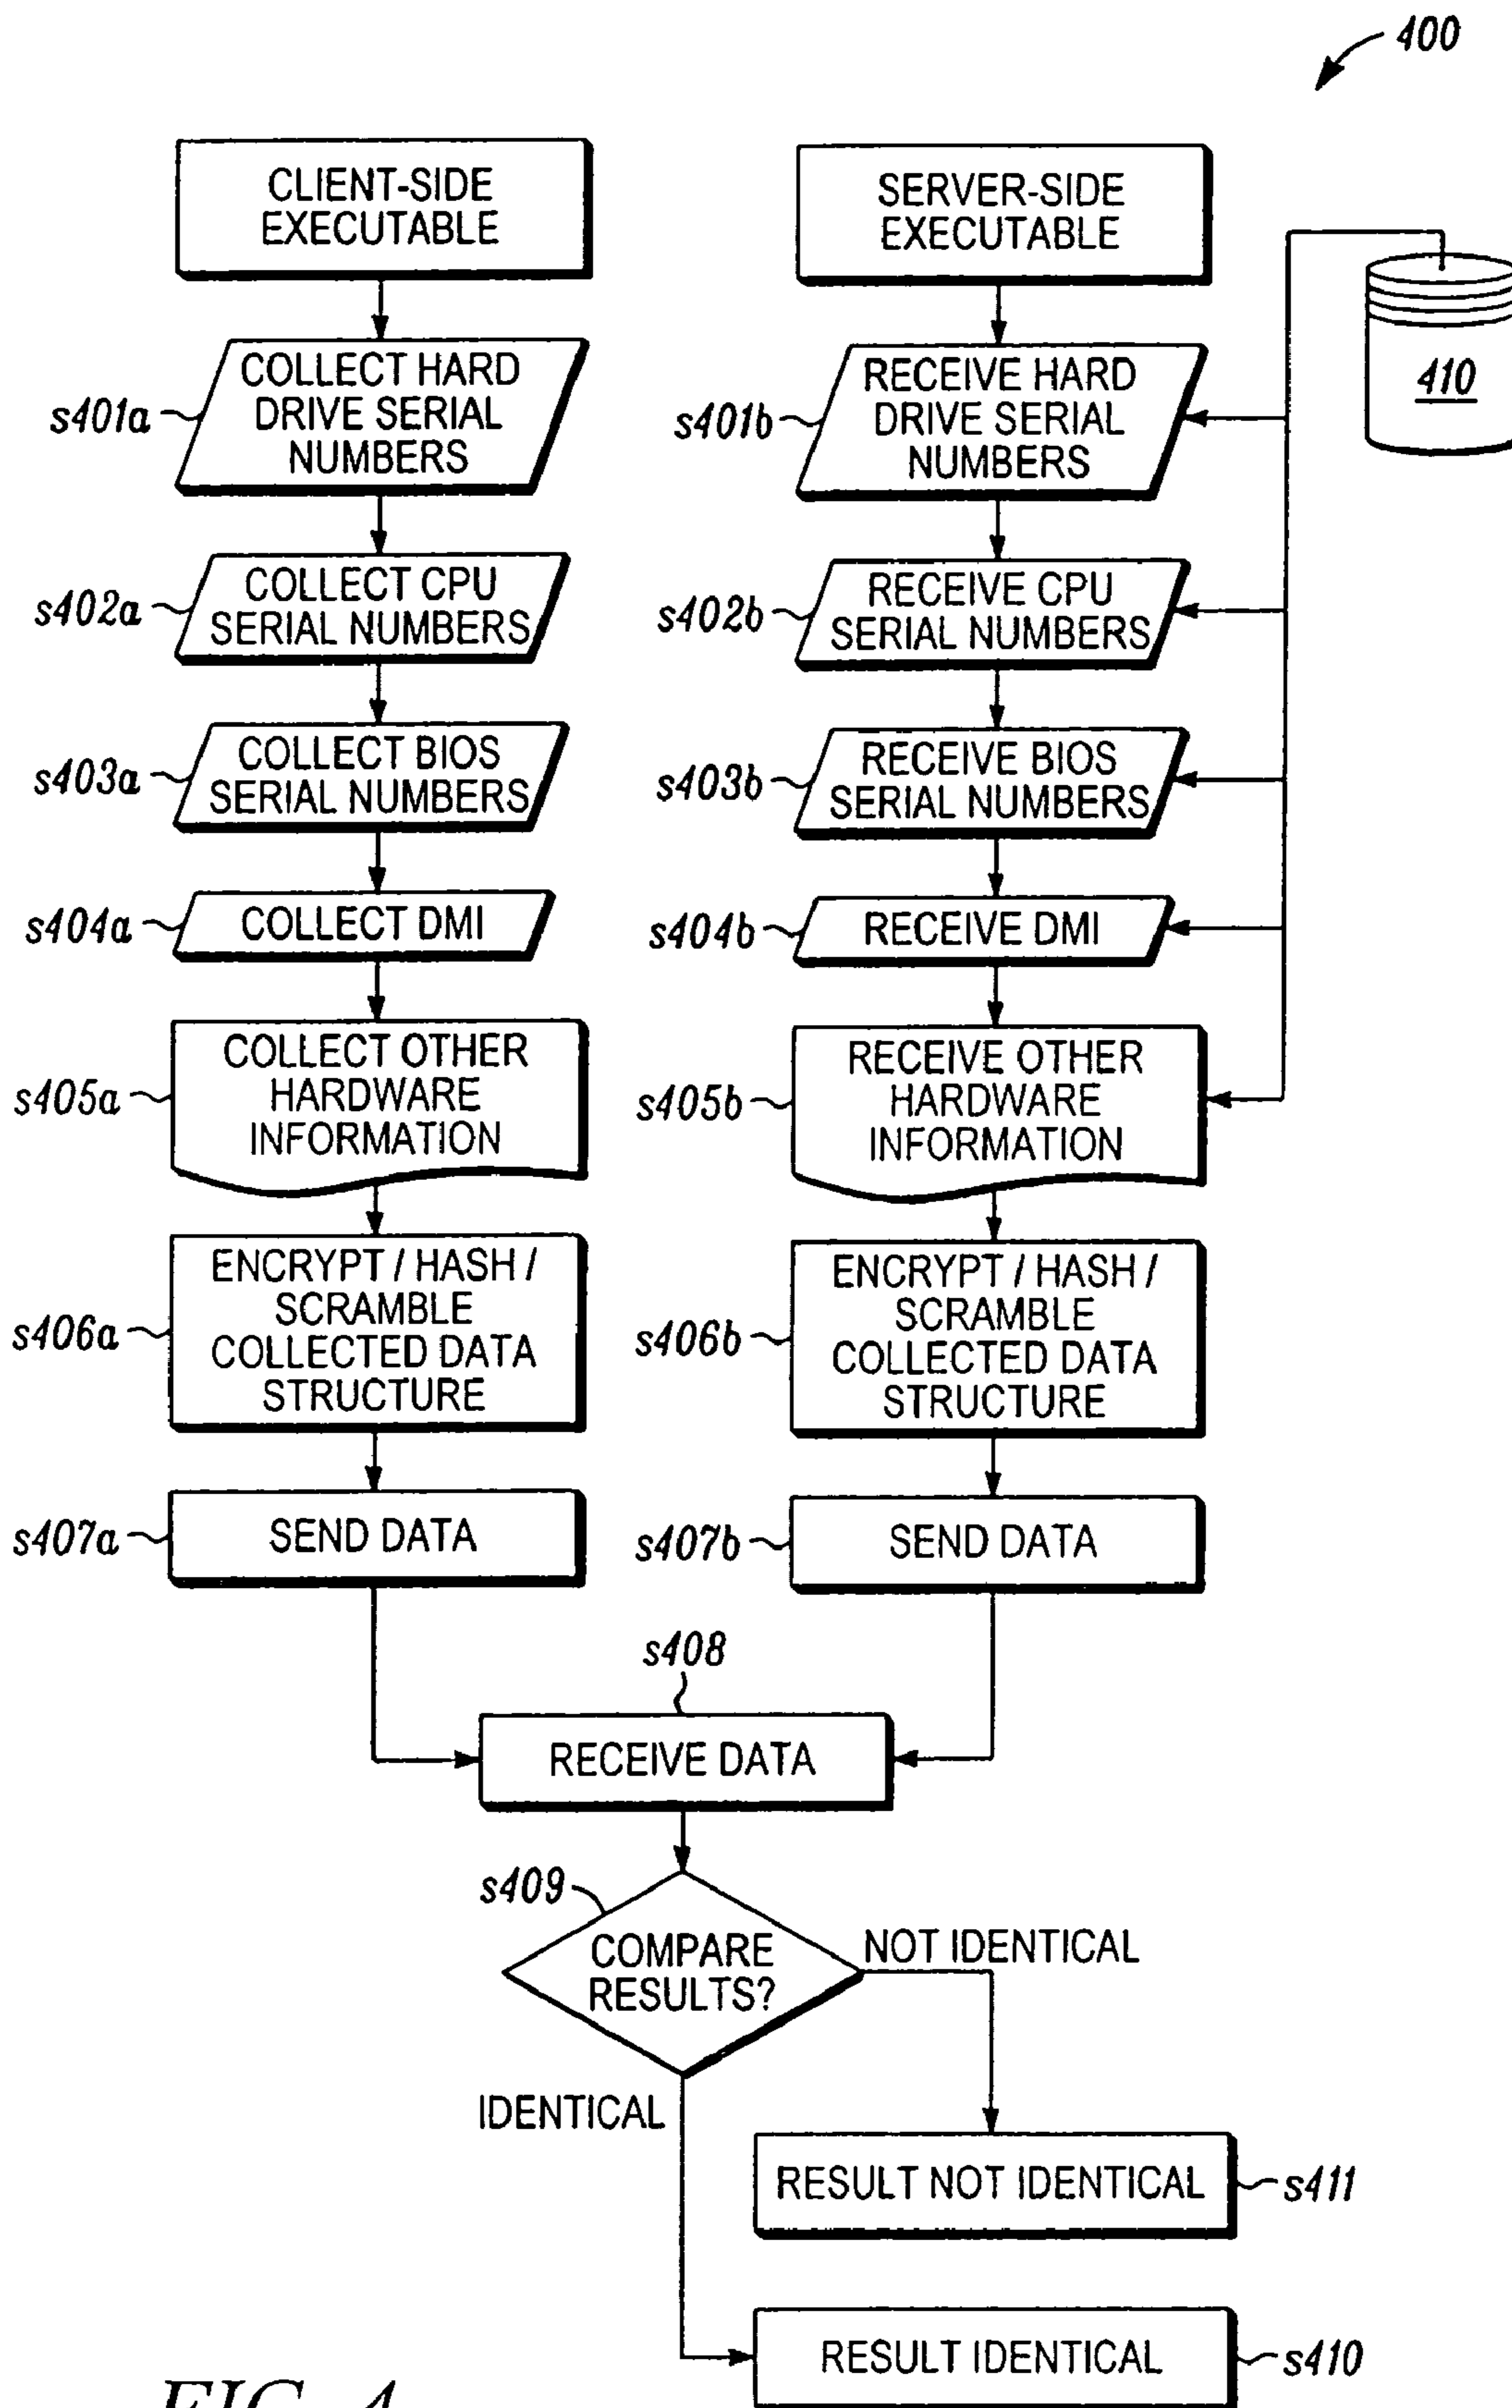 400
CLIENT-SIDE
EXECUTABLE
SERVER-SIDE
EXECUTABLE
410
s401a
COLLECT HARD
DRIVE SERIAL
NUMBERS
s401b
RECEIVE HARD
DRIVE SERIAL
NUMBERS
s402a
COLLECT CPU
SERIAL NUMBERS
s402b
RECEIVE CPU
SERIAL NUMBERS
s403a
COLLECT BIOS
SERIAL NUMBERS
s403b
RECEIVE BIOS
SERIAL NUMBERS
s404a
COLLECT DMI
s404b
RECEIVE DMI
s405a
COLLECT OTHER
HARDWARE
INFORMATION
s405b
RECEIVE OTHER
HARDWARE
INFORMATION
s406a
ENCRYPT / HASH /
SCRAMBLE
COLLECTED DATA
STRUCTURE
s406b
ENCRYPT / HASH /
SCRAMBLE
COLLECTED DATA
STRUCTURE
s407a
SEND DATA
s407b
SEND DATA
s408
RECEIVE DATA
s409
COMPARE
RESULTS?
NOT IDENTICAL
IDENTICAL
RESULT NOT IDENTICAL
s411
RESULT IDENTICAL
s410
FIG. 4